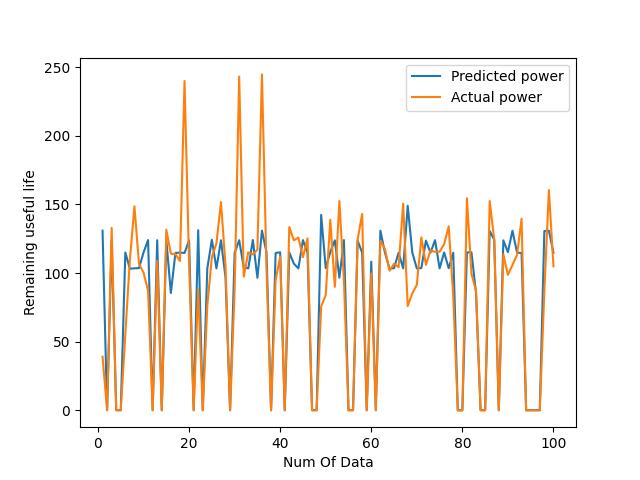 250
200
150
100
50
0
Remaining useful life
Predicted power
Actual power
0 20 40 60 80 100
Num Of Data